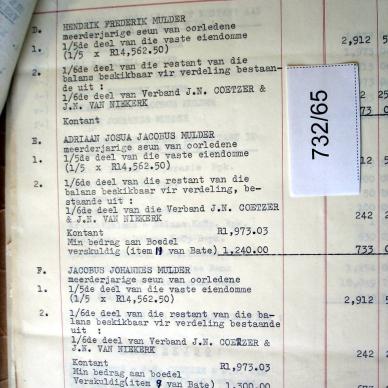 D. HENDRIK FREDERIK MULDER
meerderjarige seun van oorledene
1. 1/5de deel van die vaste eiendomme
(1/5 x R14,562.50) 2,912 5
2. 1/6de deel van die restant van die
balans beskikbaar vir verdeling bestaan-
de uit :
1/6de deel van Verband J.N. COETZER &
J.N. VAN NIEKERK
Kontant
732/65
E. ADRIAAN JOSUA JACOBUS MULDER
meerderjarige seun van oorledene
1. 1/5de deel van die vaste eiendomme
(1/5 x R14,562.50) 2,912
2. 1/6de deel van die restant van die
balans beskikbaar vir verdeling, be-
staande uit :
1/6de deel van die Verband J.N. COETZER
& J.N. VAN NIEKERK 242
Kontant R1,973.03
Min bedrag aan Boedel
verskuldig (item 11 van Bate) 1.240.00 733 0
F. JACOBUS JOHANNES MULDER
meerderjarige seun van oorledene
1. 1/5de deel van die vaste eiendomme
(1/5 x R14,562.50) 2,912 5
2. 1/6de deel van die restant van die ba-
lans beskikbaar vir verdeling bestaande
uit :
1/6de deel van die Verband J.N. COETZER &
J.N. VAN NIEKERK 242
Kontant R1,973.03
Min bedrag aan Boedel
Verskuldig(item van Bate) 1,300.00